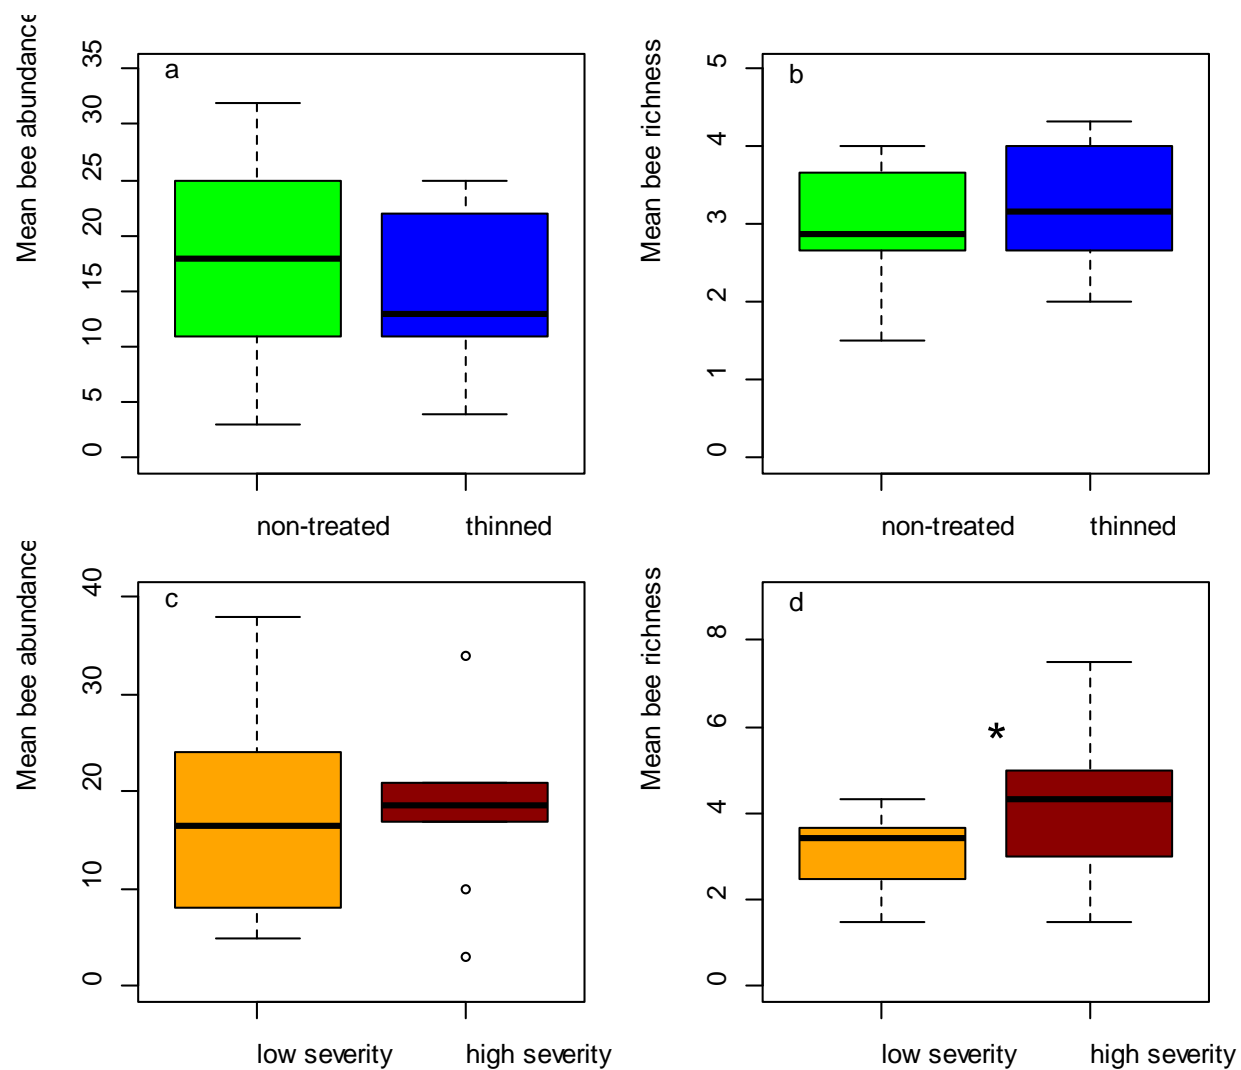 Mean bee abundance
35
30
25
20
15
10
5
0
a
non-treated thinned
Mean bee richness
5
4
3
2
1
0
b
non-treated thinned
Mean bee abundance
40
30
20
10
0
c
low severity high severity
Mean bee richness
8
6
4
2
0
d
*
low severity high severity